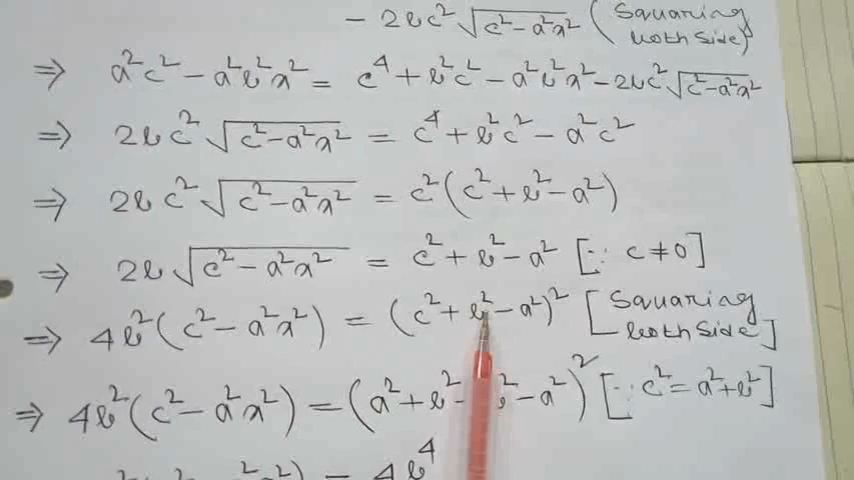 - 2bc²√(c²-a²x²) (Squaring
both side)
⇒ a²c² - a²b²x² = c⁴ + b²c² - a²b²x² - 2bc²√(c²-a²x²)
⇒ 2bc²√(c²-a²x²) = c⁴ + b²c² - a²c²
⇒ 2bc²√(c²-a²x²) = c²(c² + b² - a²)
⇒ 2b√(c²-a²x²) = c² + b² - a² [∵ c ≠ 0]
⇒ 4b²(c² - a²x²) = (c² + b² - a²)² [Squaring
both side]
⇒ 4b²(c² - a²x²) = (a² + b² ² - a²)² [∵ c² = a² + b²]
= 4b⁴